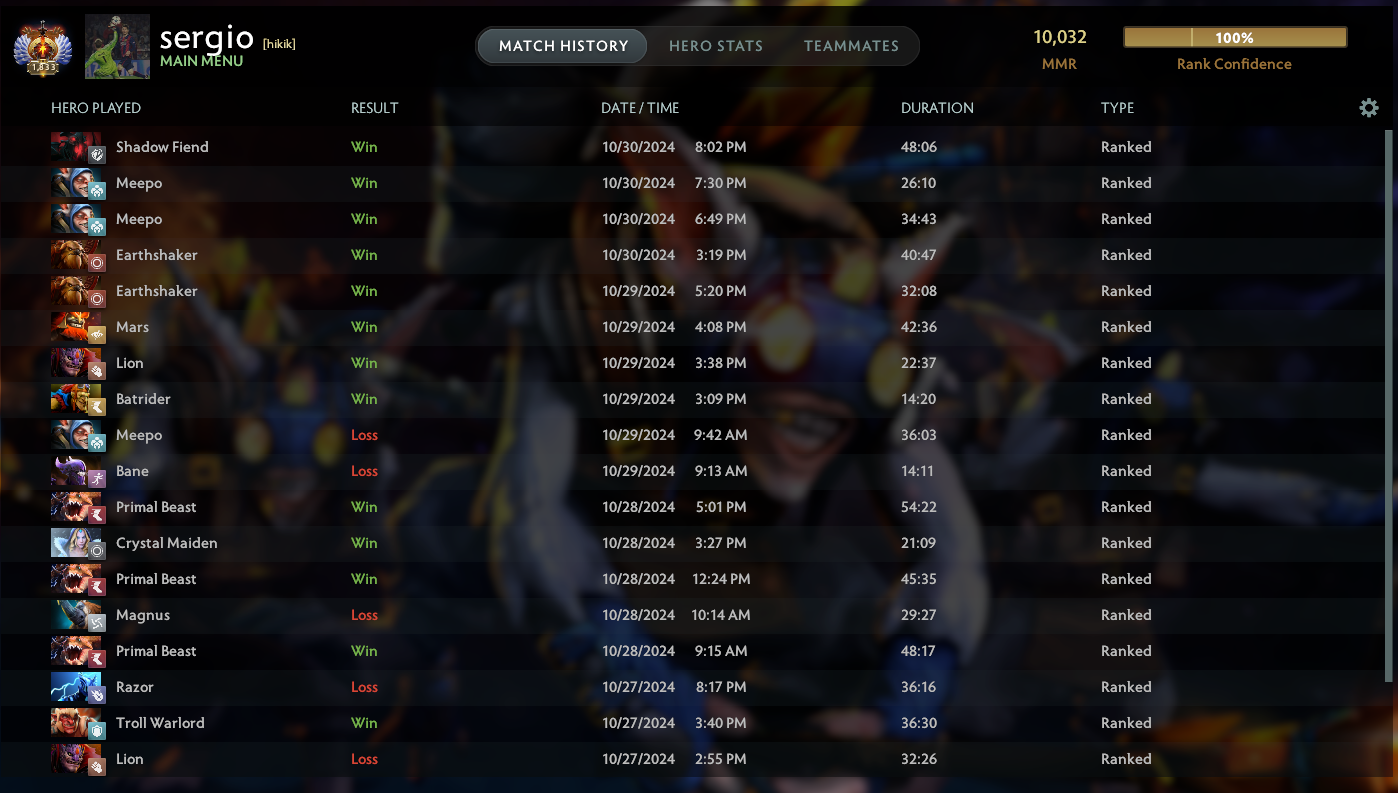 sergio [hikik]
MAIN MENU
1,833
MATCH HISTORY HERO STATS TEAMMATES
10,032
MMR
100%
Rank Confidence
HERO PLAYED RESULT DATE / TIME DURATION TYPE
Shadow Fiend Win 10/30/2024 8:02 PM 48:06 Ranked
Meepo Win 10/30/2024 7:30 PM 26:10 Ranked
Meepo Win 10/30/2024 6:49 PM 34:43 Ranked
Earthshaker Win 10/30/2024 3:19 PM 40:47 Ranked
Earthshaker Win 10/29/2024 5:20 PM 32:08 Ranked
Mars Win 10/29/2024 4:08 PM 42:36 Ranked
Lion Win 10/29/2024 3:38 PM 22:37 Ranked
Batrider Win 10/29/2024 3:09 PM 14:20 Ranked
Meepo Loss 10/29/2024 9:42 AM 36:03 Ranked
Bane Loss 10/29/2024 9:13 AM 14:11 Ranked
Primal Beast Win 10/28/2024 5:01 PM 54:22 Ranked
Crystal Maiden Win 10/28/2024 3:27 PM 21:09 Ranked
Primal Beast Win 10/28/2024 12:24 PM 45:35 Ranked
Magnus Loss 10/28/2024 10:14 AM 29:27 Ranked
Primal Beast Win 10/28/2024 9:15 AM 48:17 Ranked
Razor Loss 10/27/2024 8:17 PM 36:16 Ranked
Troll Warlord Win 10/27/2024 3:40 PM 36:30 Ranked
Lion Loss 10/27/2024 2:55 PM 32:26 Ranked